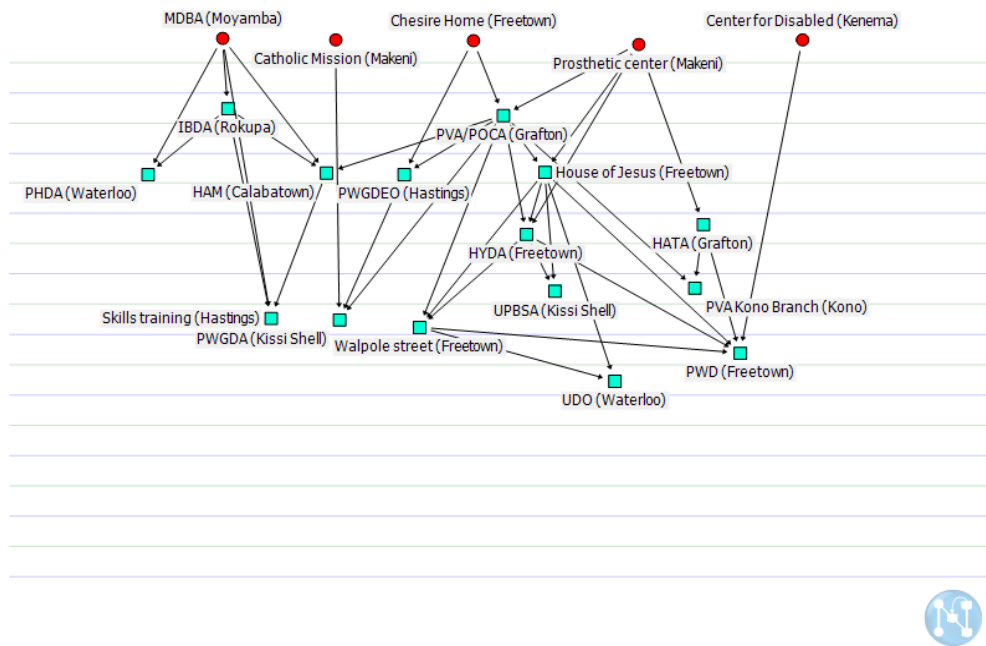 MDBA (Moyamba)
Chesire Home (Freetown)
Center for Disabled (Kenema)
Catholic Mission (Makeni)
Prosthetic center (Makeni)
IBDA (Rokupa)
PVA/POCA (Grafton)
House of Jesus (Freetown)
PHDA (Waterloo)
HAM (Calabatown)
PWGDEO (Hastings)
HATA (Grafton)
HYDA (Freetown)
PVA Kono Branch (Kono)
UPBSA (Kissi Shell)
Skills training (Hastings)
PWGDA (Kissi Shell)
Walpole street (Freetown)
PWD (Freetown)
UDO (Waterloo)